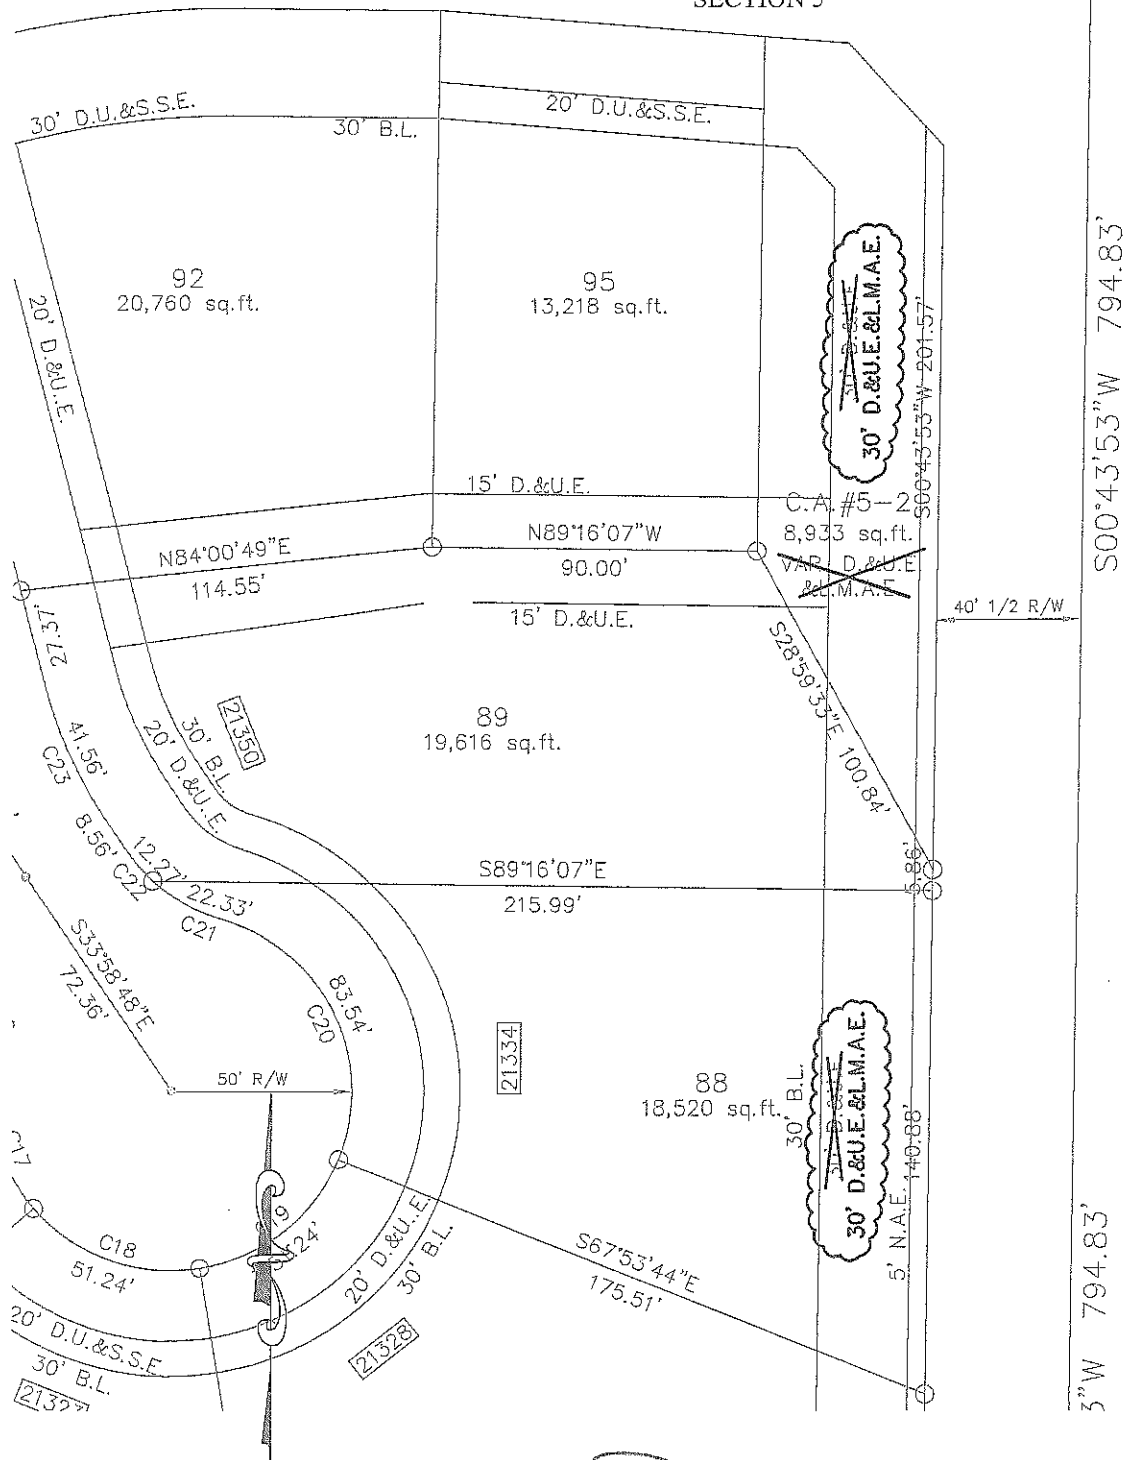 SECTION 5
30' D.U.&S.S.E.
30' B.L.
20' D.U.&S.S.E.
92
20,760 sq.ft.
95
13,218 sq.ft.
20' D.&U.E.
30' D.&U.E.&L.M.A.E.
S00°43'53"W 201.57'
S00°43'53"W 794.83'
15' D.&U.E.
C.A. #5-2
8,933 sq.ft.
VAR. D.&U.E
&L.M.A.E.
N84°00'49"E
114.55'
N89°16'07"W
90.00'
15' D.&U.E.
40' 1/2 R/W
27.37'
S28°59'33"E 100.84'
89
19,616 sq.ft.
21350
30' B.L.
20' D.&U.E.
41.56'
C23
8.56' C22
12.27' 22.33'
C21
S89°16'07"E
215.99'
5.86'
S33°58'48"E
72.36'
83.54'
C20
50' R/W
21334
88
18,520 sq.ft.
30' B.L.
30' D.&U.E.&L.M.A.E.
140.88'
5' N.A.E.
C17
C18
51.24'
20' D.&U.E.
30' B.L.
S67°53'44"E
175.51'
20' D.U.&S.S.E.
30' B.L.
21328
3"W 794.83'